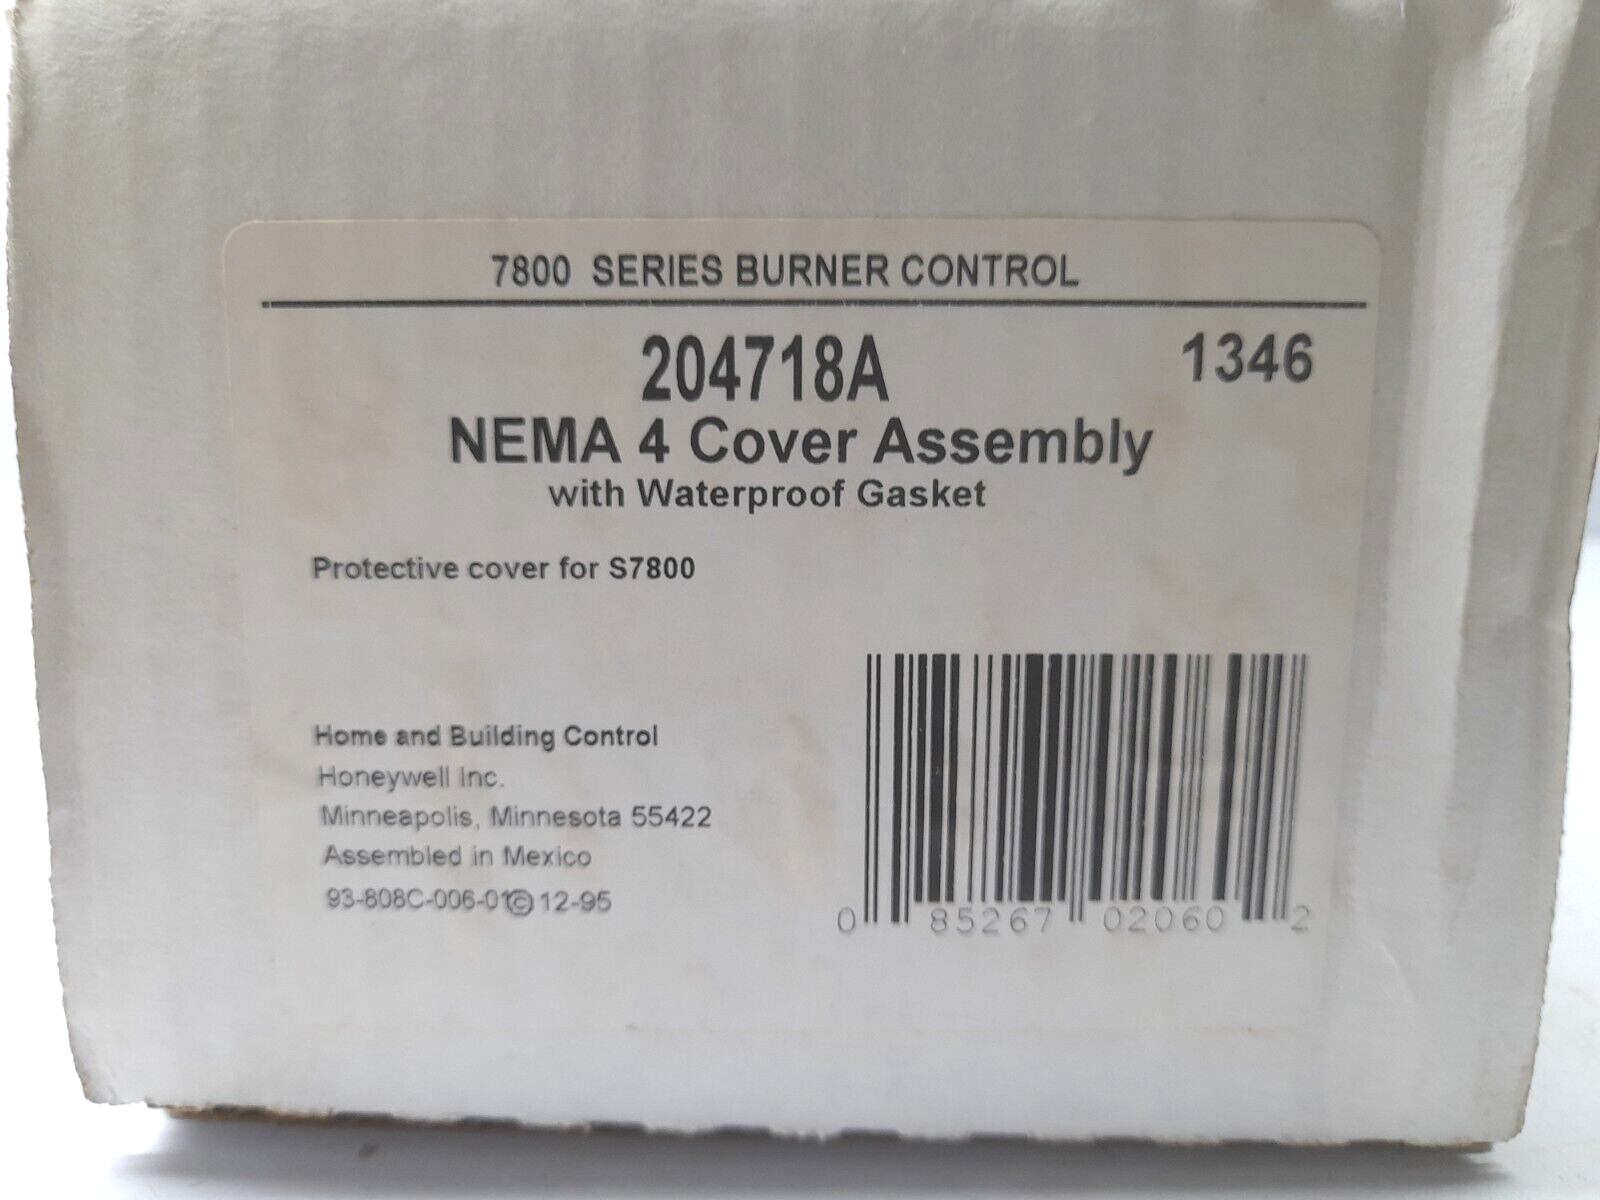 7800 SERIES BURNER CONTROL
204718A 1346
NEMA 4 Cover Assembly
with Waterproof Gasket
Protective cover for S7800
Home and Building Control
Honeywell Inc.
Minneapolis, Minnesota 55422
Assembled in Mexico
93-808C-006-01© 12-95
0 85267 02060 2